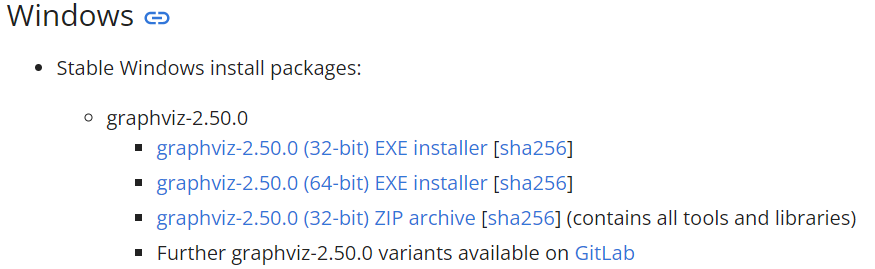 Windows
Stable Windows install packages:
graphviz-2.50.0
graphviz-2.50.0 (32-bit) EXE installer [sha256]
graphviz-2.50.0 (64-bit) EXE installer [sha256]
graphviz-2.50.0 (32-bit) ZIP archive [sha256] (contains all tools and libraries)
Further graphviz-2.50.0 variants available on GitLab